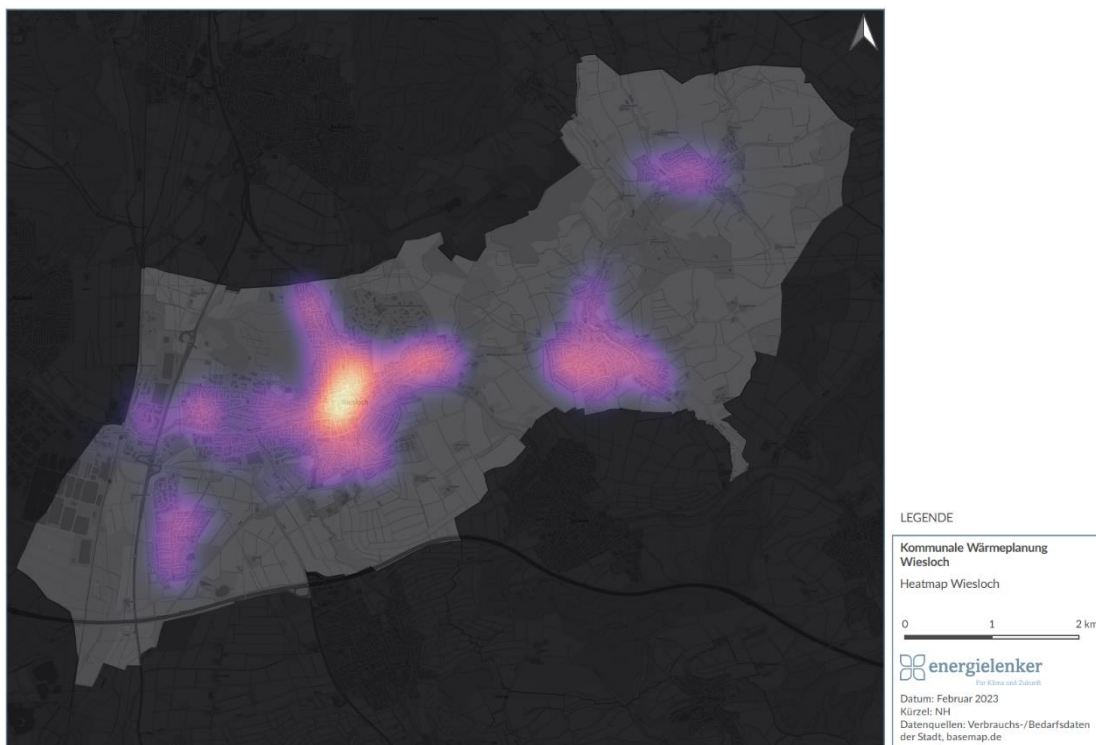 Wiesloch
LEGENDE
Kommunale Wärmeplanung
Wiesloch
Heatmap Wiesloch
0 1 2 km
energielenker
Für Klima und Zukunft
Datum: Februar 2023
Kürzel: NH
Datenquellen: Verbrauchs-/Bedarfsdaten
der Stadt, basemap.de